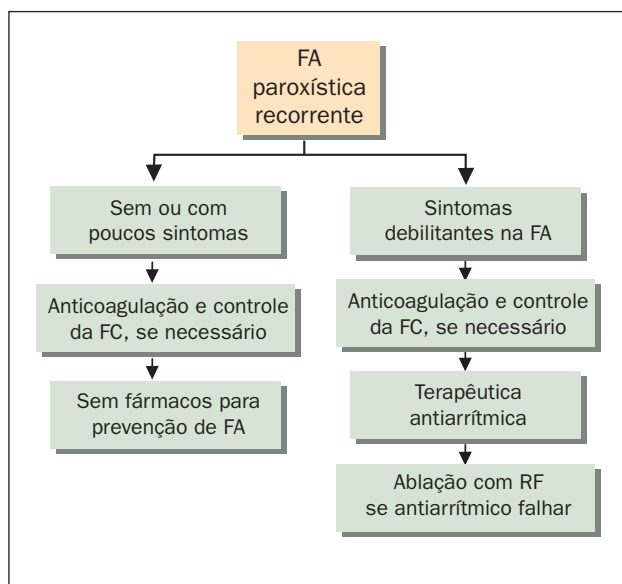 FA
paroxística
recorrente
Sem ou com
poucos sintomas
Anticoagulação e controle
da FC, se necessário
Sem fármacos para
prevenção de FA
Sintomas
debilitantes na FA
Anticoagulação e controle
da FC, se necessário
Terapêutica
antiarrítmica
Ablação com RF
se antiarrítmico falhar